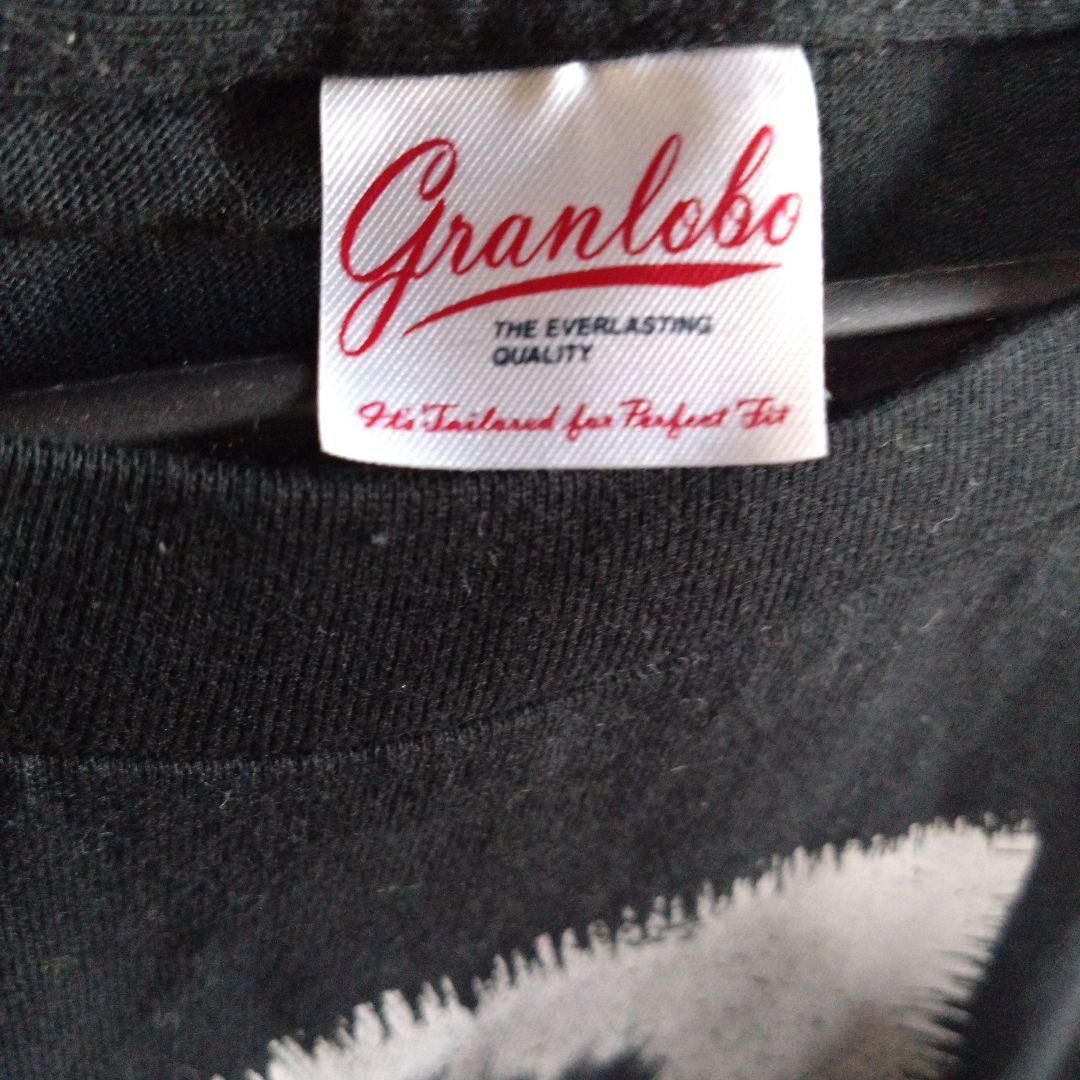 Granlobo
THE EVERLASTING
QUALITY
It's Tailored for Perfect Fit